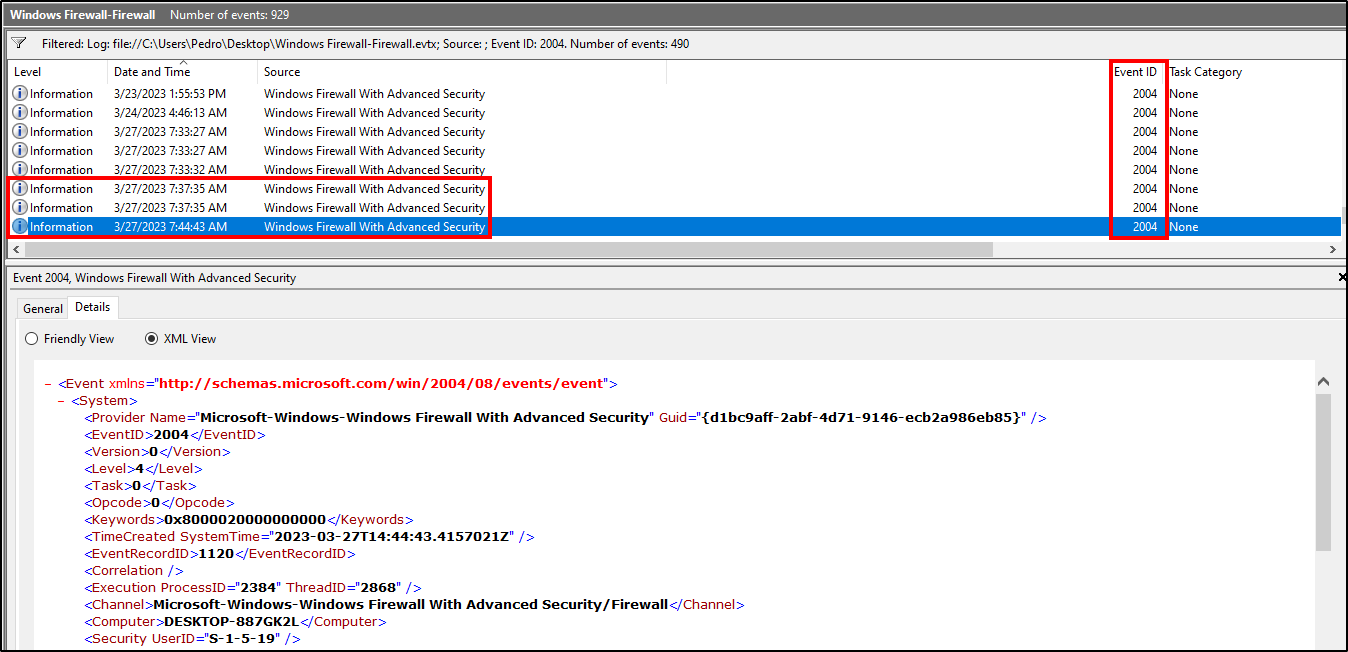 Windows Firewall-Firewall Number of events: 929
Filtered: Log: file://C:\Users\Pedro\Desktop\Windows Firewall-Firewall.evtx; Source: ; Event ID: 2004. Number of events: 490
Level Date and Time Source Event ID Task Category
Information 3/23/2023 1:55:53 PM Windows Firewall With Advanced Security 2004 None
Information 3/24/2023 4:46:13 AM Windows Firewall With Advanced Security 2004 None
Information 3/27/2023 7:33:27 AM Windows Firewall With Advanced Security 2004 None
Information 3/27/2023 7:33:27 AM Windows Firewall With Advanced Security 2004 None
Information 3/27/2023 7:33:32 AM Windows Firewall With Advanced Security 2004 None
Information 3/27/2023 7:37:35 AM Windows Firewall With Advanced Security 2004 None
Information 3/27/2023 7:37:35 AM Windows Firewall With Advanced Security 2004 None
Information 3/27/2023 7:44:43 AM Windows Firewall With Advanced Security 2004 None
Event 2004, Windows Firewall With Advanced Security
General Details
Friendly View XML View
- <Event xmlns="http://schemas.microsoft.com/win/2004/08/events/event">
- <System>
<Provider Name="Microsoft-Windows-Windows Firewall With Advanced Security" Guid="{d1bc9aff-2abf-4d71-9146-ecb2a986eb85}" />
<EventID>2004</EventID>
<Version>0</Version>
<Level>4</Level>
<Task>0</Task>
<Opcode>0</Opcode>
<Keywords>0x8000020000000000</Keywords>
<TimeCreated SystemTime="2023-03-27T14:44:43.4157021Z" />
<EventRecordID>1120</EventRecordID>
<Correlation />
<Execution ProcessID="2384" ThreadID="2868" />
<Channel>Microsoft-Windows-Windows Firewall With Advanced Security/Firewall</Channel>
<Computer>DESKTOP-887GK2L</Computer>
<Security UserID="S-1-5-19" />